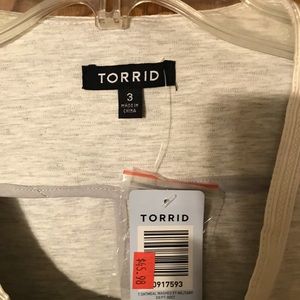 TORRID
3
MADE IN
CHINA
TORRID
0917593
$45.98